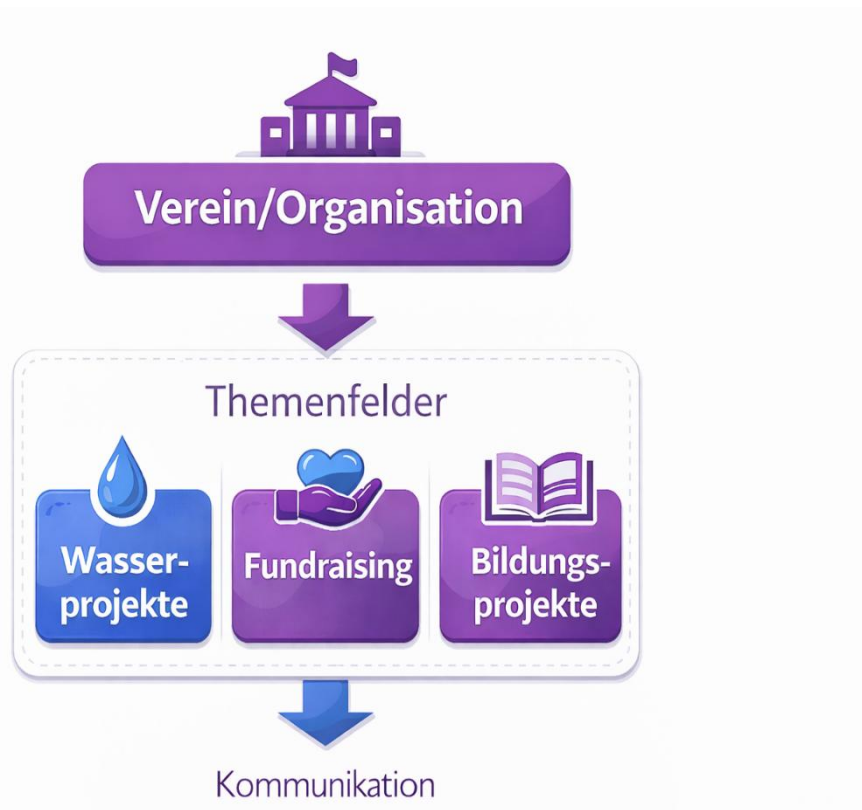 Verein/Organisation
Themenfelder
Wasser-
projekte
Fundraising
Bildungs-
projekte
Kommunikation